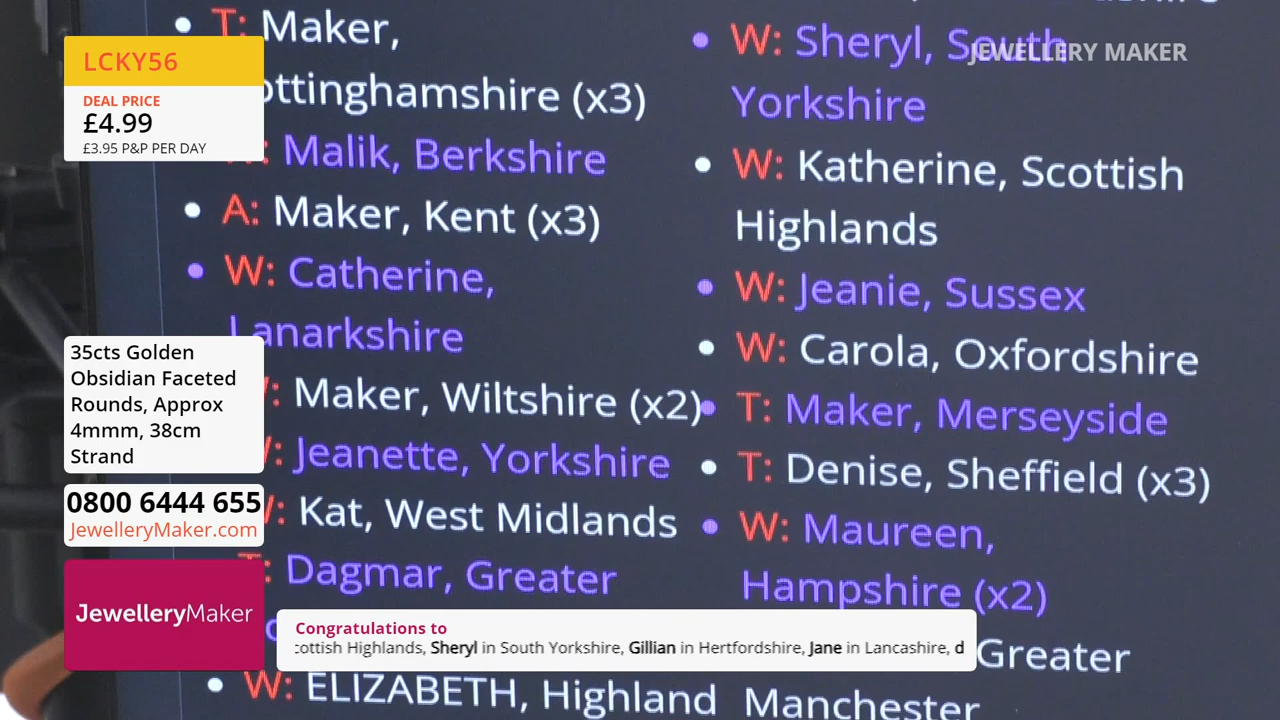 LCKY56
DEAL PRICE
£4.99
£3.95 P&P PER DAY
35cts Golden
Obsidian Faceted
Rounds, Approx
4mmm, 38cm
Strand
0800 6444 655
JewelleryMaker.com
JewelleryMaker
T: Maker,
ottinghamshire (x3)
Malik, Berkshire
A: Maker, Kent (x3)
W: Catherine,
Lanarkshire
Maker, Wiltshire (x2)
Jeanette, Yorkshire
Kat, West Midlands
T: Dagmar, Greater
W: ELIZABETH, Highland
JEWELLERY MAKER
W: Sheryl, South
Yorkshire
W: Katherine, Scottish
Highlands
W: Jeanie, Sussex
W: Carola, Oxfordshire
T: Maker, Merseyside
T: Denise, Sheffield (x3)
W: Maureen,
Hampshire (x2)
Greater
Manchester
Congratulations to
cottish Highlands, Sheryl in South Yorkshire, Gillian in Hertfordshire, Jane in Lancashire, d